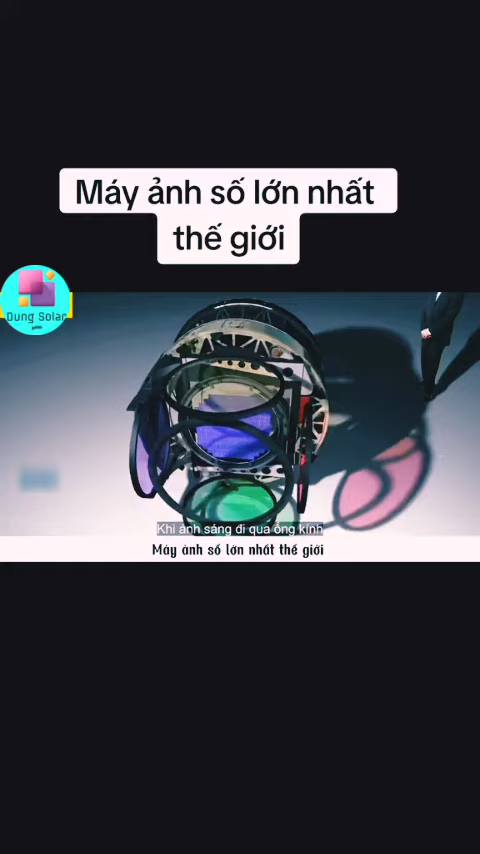 Máy ảnh số lớn nhất
thế giới
Dung Solar
Khi ánh sáng đi qua ống kính
Máy ảnh số lớn nhất thế giới